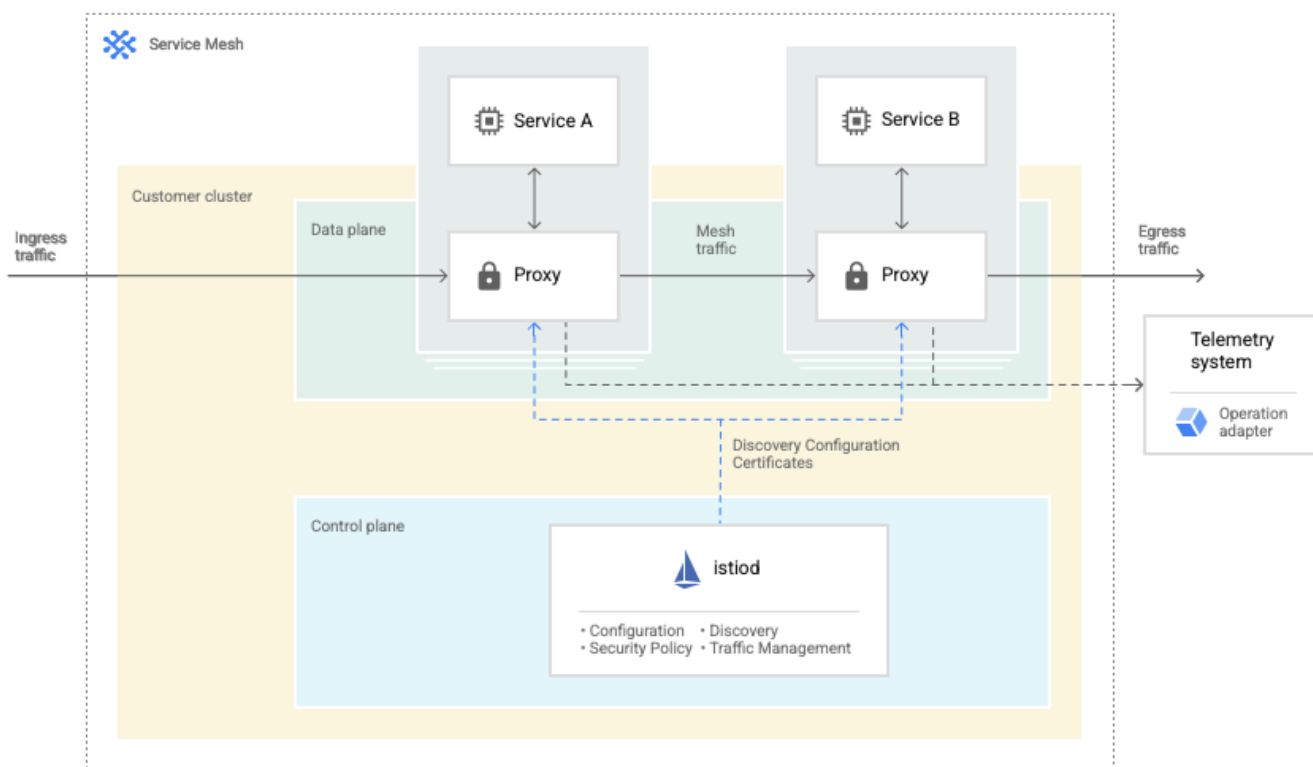 Service Mesh
Service A
Service B
Customer cluster
Data plane
Ingress
traffic
Mesh
traffic
Egress
traffic
Proxy
Proxy
Telemetry
system
Operation
adapter
Discovery Configuration
Certificates
Control plane
istiod
• Configuration • Discovery
• Security Policy • Traffic Management